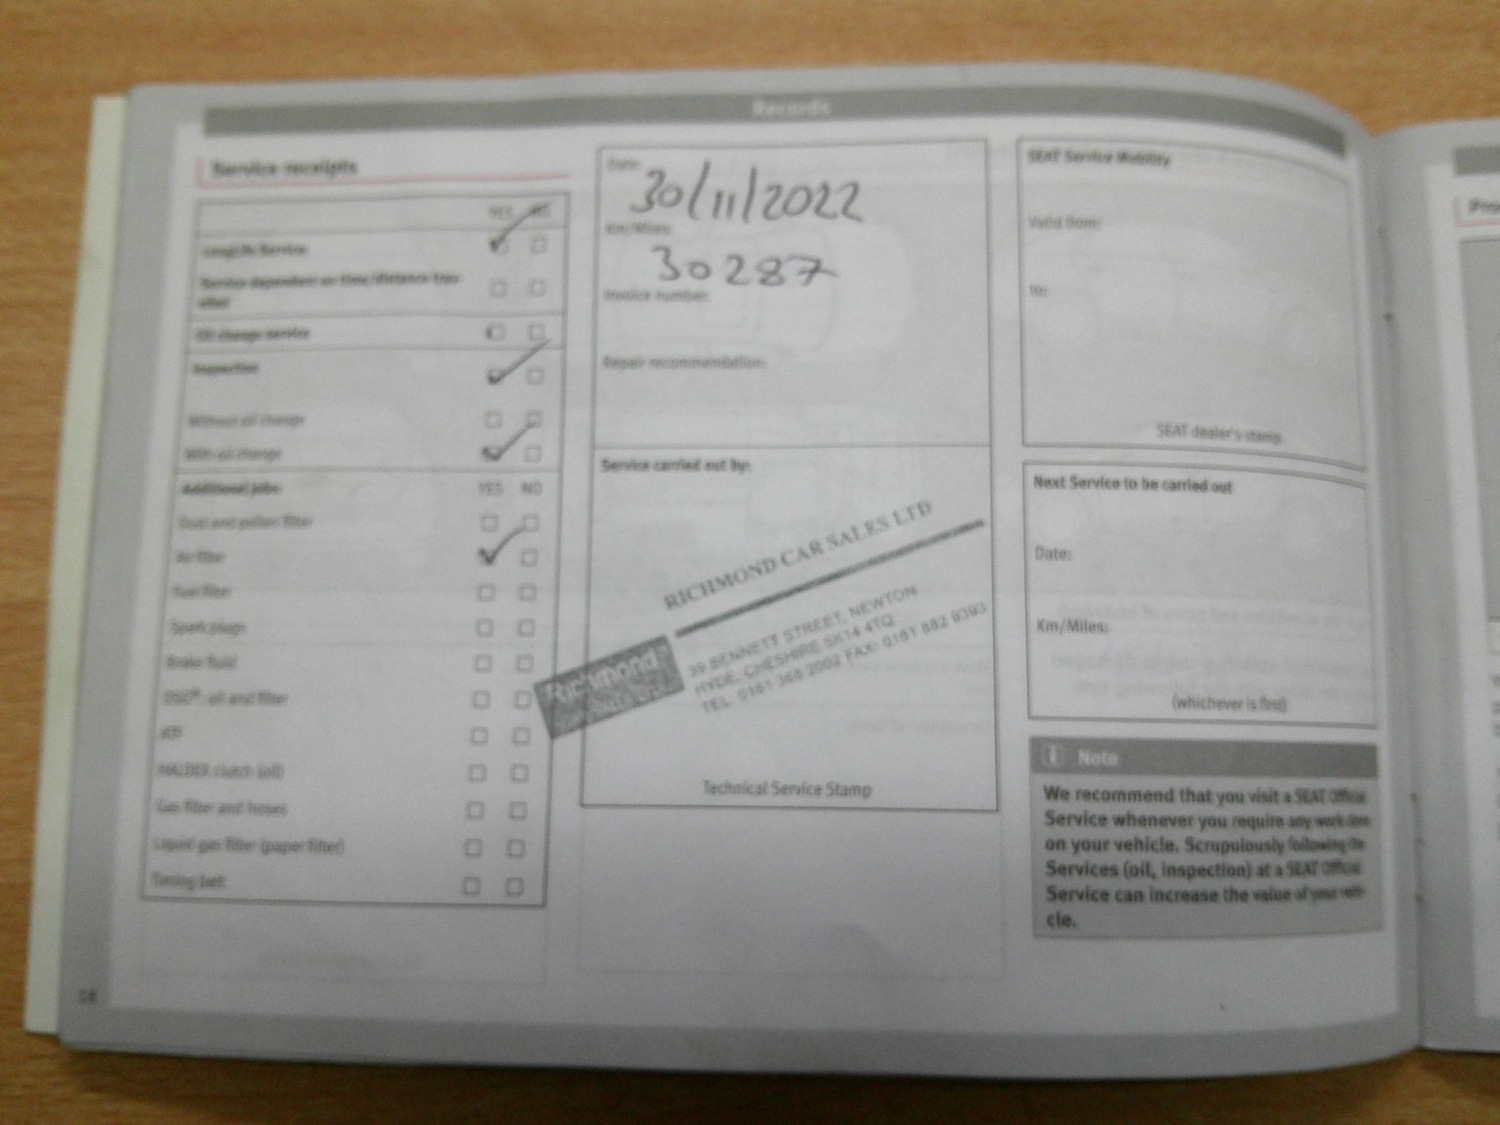 Records
Service receipts
YES NO
LongLife Service
Service dependent on time/distance trav-
elled
Oil change service
Inspection
Without oil change
With oil change
Additional jobs: YES NO
Dust and pollen filter
Air filter
Fuel filter
Spark plugs
Brake fluid
DSG®: oil and filter
ATF
HALDEX clutch (oil)
Gas filter and hoses
Liquid gas filter (paper filter)
Timing belt
Date:
30/11/2022
Km/Miles:
30287
Invoice number:
Repair recommendation:
Service carried out by:
RICHMOND CAR SALES LTD
Richmond
39 BENNETT STREET, NEWTON
HYDE, CHESHIRE SK14 4TQ
TEL: 0161 368 2002 FAX: 0161 882 9393
Technical Service Stamp
SEAT Service Mobility
Valid from:
to:
SEAT dealer's stamp
Next Service to be carried out
Date:
Km/Miles:
(whichever is first)
i Note
We recommend that you visit a SEAT Official
Service whenever you require any work done
on your vehicle. Scrupulously following the
Services (oil, inspection) at a SEAT Official
Service can increase the value of your vehi-
cle.